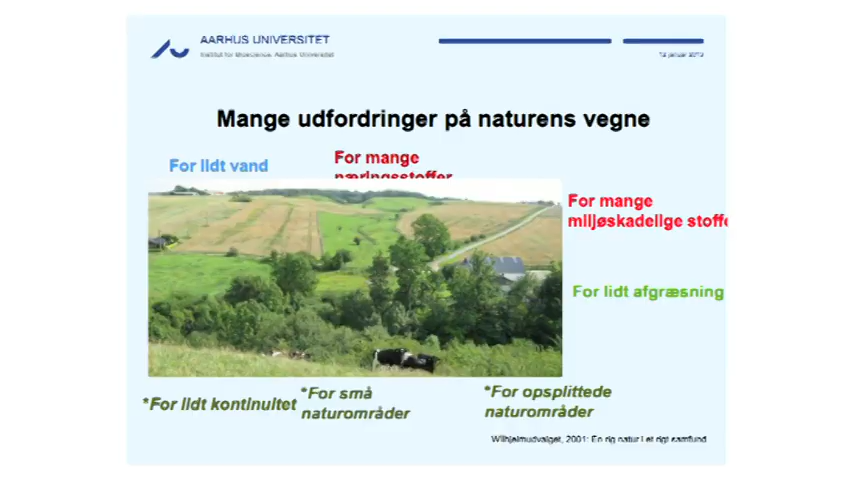 AARHUS UNIVERSITET
Institut for Bioscience, Aarhus Universitet
Mange udfordringer på naturens vegne
For lidt vand
For mange
næringsstoffer
For mange
miljøskadelige stoffe
For lidt afgræsning
*For lidt kontinuitet
*For små
naturområder
*For opsplittede
naturområder
Wilhjelmudvalget, 2001: En rig natur i et rigt samfund